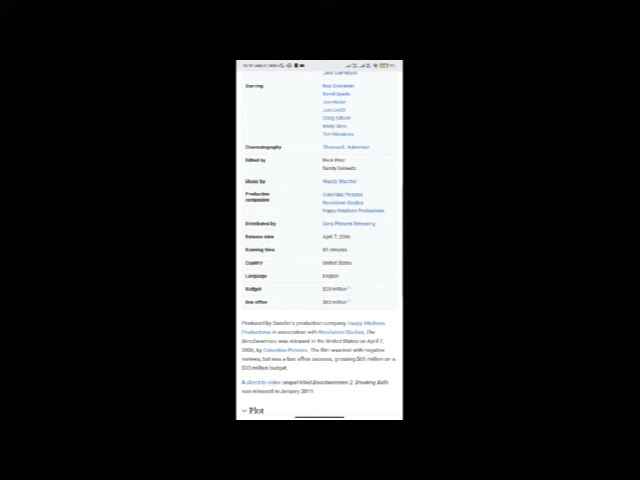 Starring
Rob Schneider
David Spade
Jon Heder
Jon Lovitz
Craig Kilborn
Molly Sims
Tim Meadows
Cinematography
Thomas E. Ackerman
Edited by
Peck Prior
Sandy Solowitz
Music by
Waddy Wachtel
Production companies
Columbia Pictures
Revolution Studios
Happy Madison Productions
Distributed by
Sony Pictures Releasing
Release date
April 7, 2006
Running time
85 minutes
Country
United States
Language
English
Budget
$33 million
Box office
$65 million
Produced by Sandler's production company Happy Madison
Productions in association with Revolution Studios, The
Benchwarmers was released in the United States on April 7,
2006, by Columbia Pictures. The film was met with negative
reviews, but was a box office success, grossing $65 million on a
$33 million budget.
A direct-to-video sequel titled Benchwarmers 2: Breaking Balls
was released in January 2019.
Plot